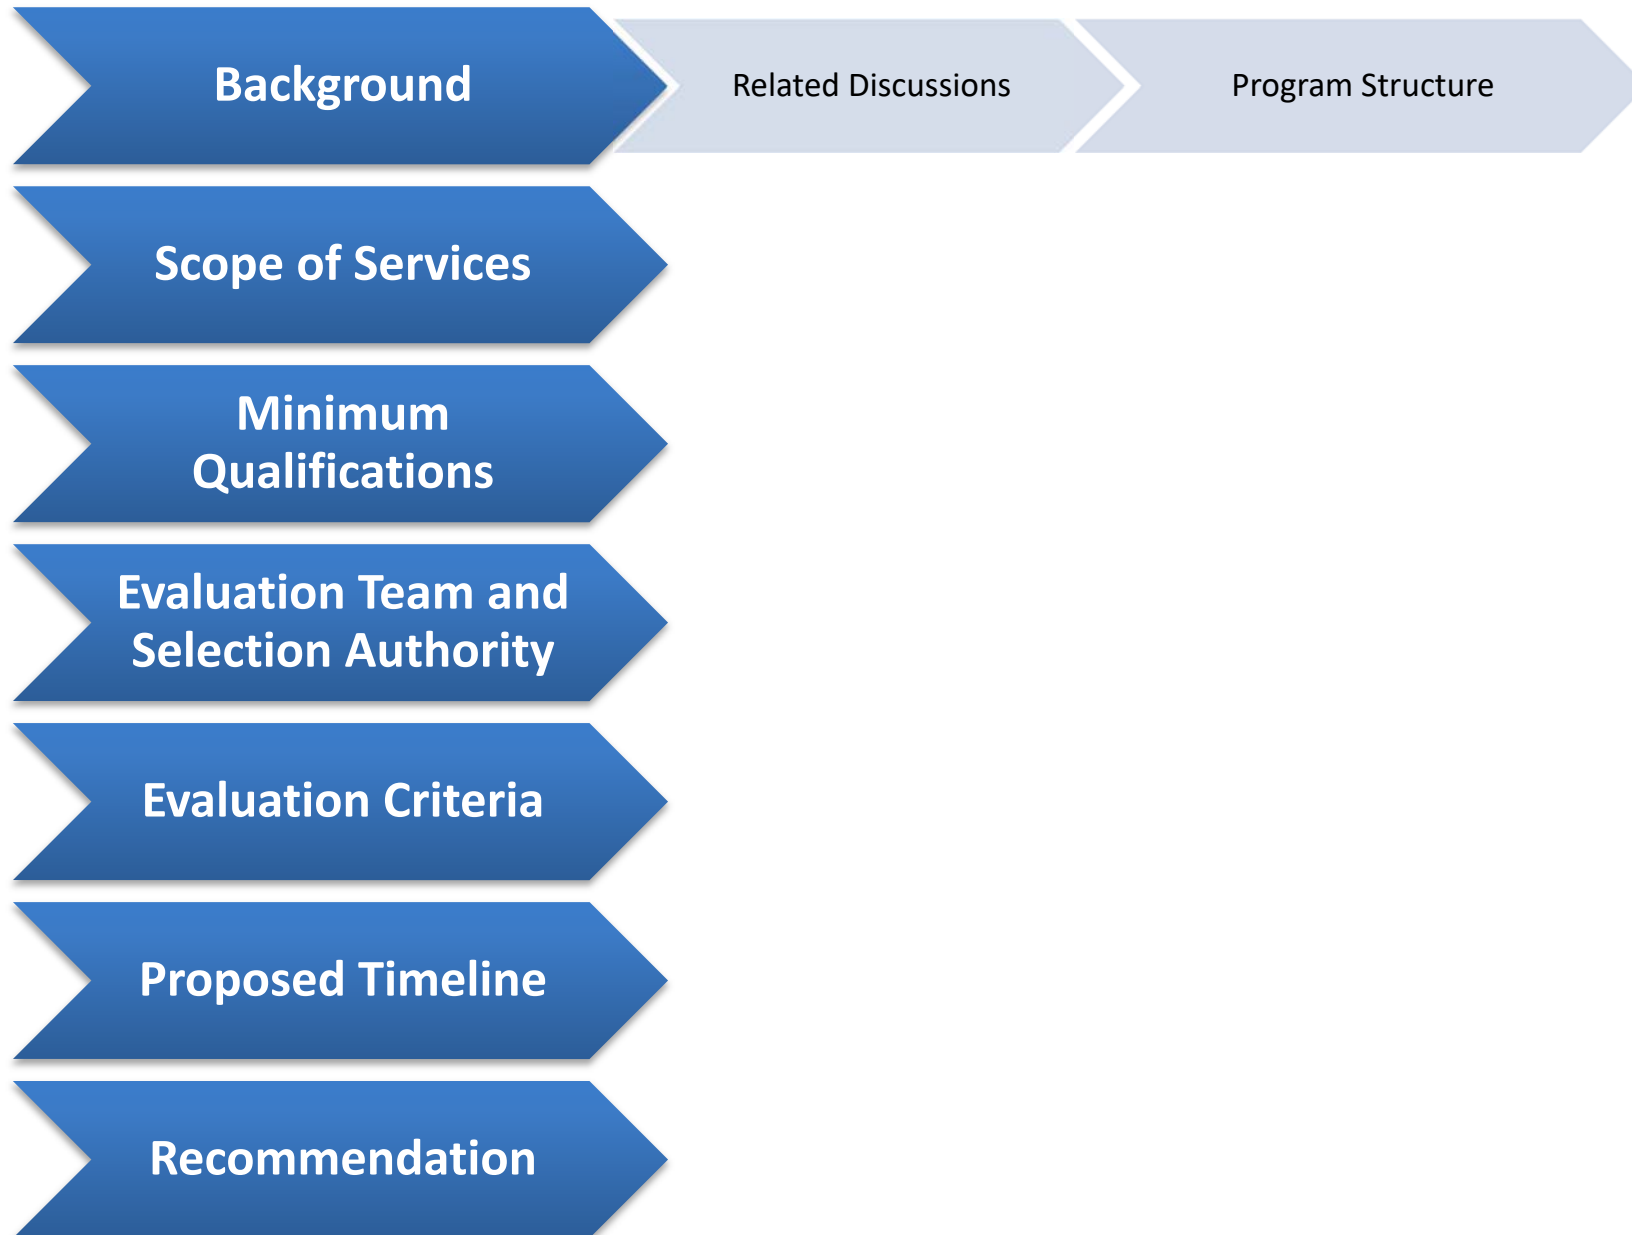 Background
Related Discussions
Program Structure
Scope of Services
Minimum
Qualifications
Evaluation Team and
Selection Authority
Evaluation Criteria
Proposed Timeline
Recommendation